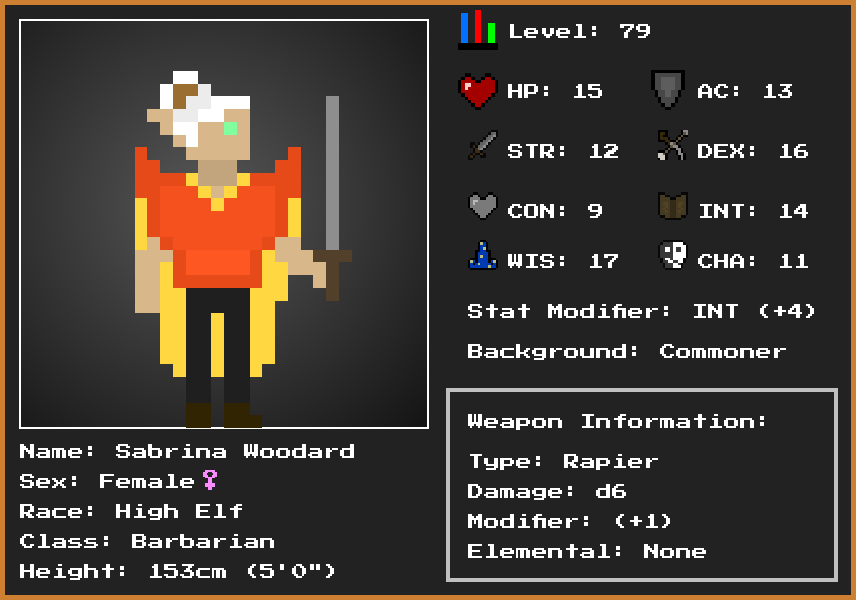 Level: 79
HP: 15
AC: 13
STR: 12
DEX: 16
CON: 9
INT: 14
WIS: 17
CHA: 11
Stat Modifier: INT (+4)
Background: Commoner
Weapon Information:
Type: Rapier
Damage: d6
Modifier: (+1)
Elemental: None
Name: Sabrina Woodard
Sex: Female♀
Race: High Elf
Class: Barbarian
Height: 153cm (5'0")